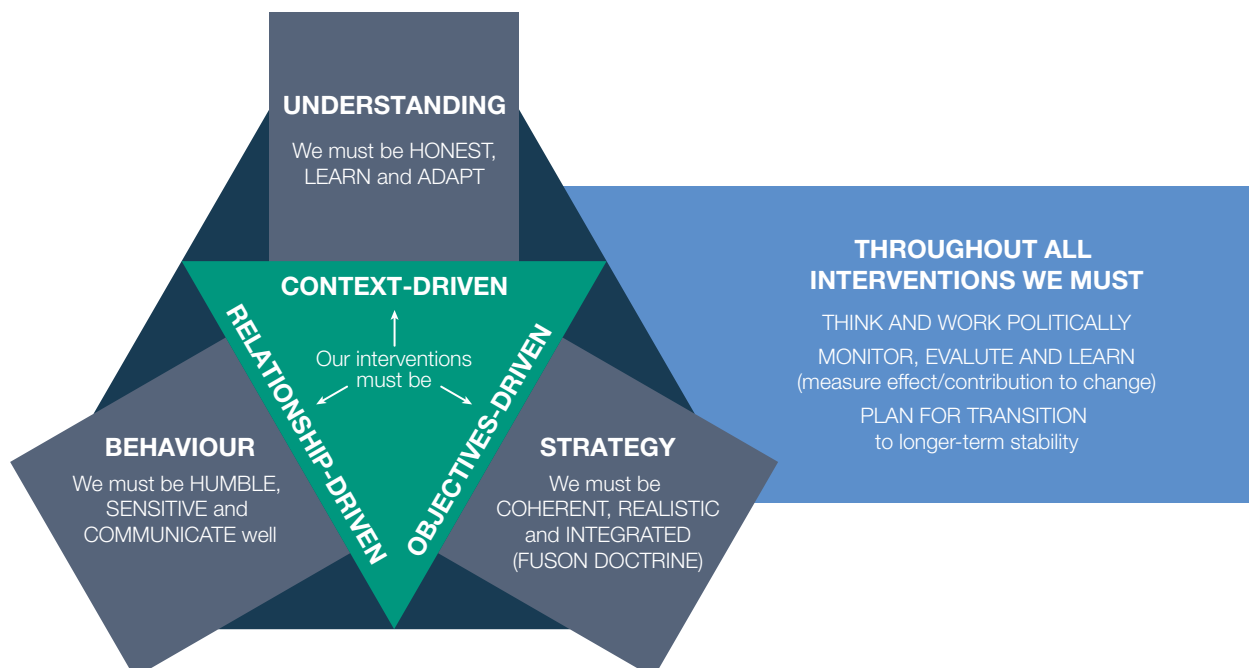 UNDERSTANDING
We must be HONEST,
LEARN and ADAPT
CONTEXT-DRIVEN
Our interventions
must be
RELATIONSHIP-DRIVEN
OBJECTIVES-DRIVEN
BEHAVIOUR
We must be HUMBLE,
SENSITIVE and
COMMUNICATE well
STRATEGY
We must be
COHERENT, REALISTIC
and INTEGRATED
(FUSON DOCTRINE)
THROUGHOUT ALL
INTERVENTIONS WE MUST
THINK AND WORK POLITICALLY
MONITOR, EVALUTE AND LEARN
(measure effect/contribution to change)
PLAN FOR TRANSITION
to longer-term stability